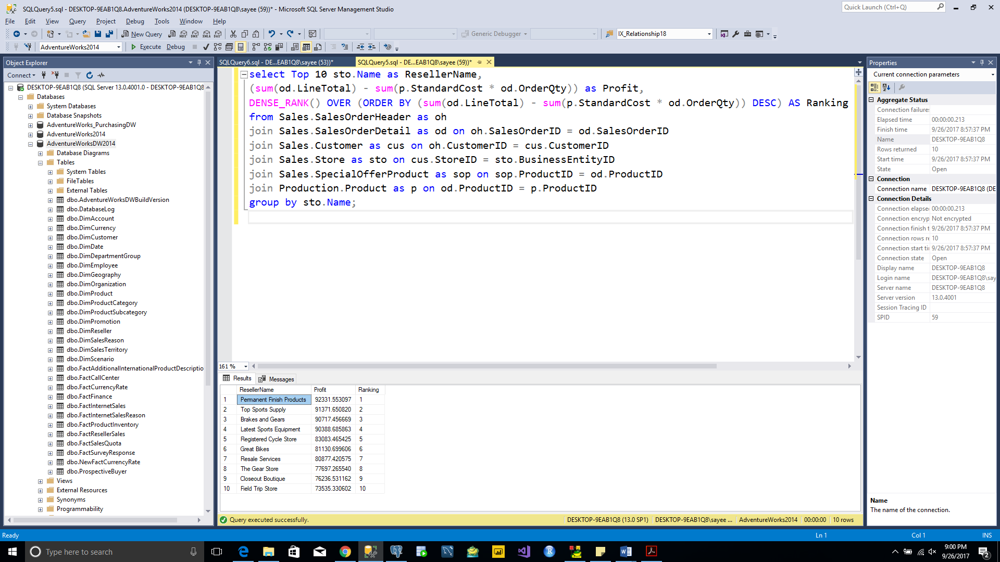 SQLQuery5.sql - DESKTOP-9EAB1Q8.AdventureWorks2014 (DESKTOP-9EAB1Q8\sayee (59))* - Microsoft SQL Server Management Studio
Quick Launch (Ctrl+Q)
File Edit View Query Project Debug Tools Window Help
New Query
Generic Debugger
IX_Relationship18
AdventureWorks2014
Execute Debug
Object Explorer
Connect
DESKTOP-9EAB1Q8 (SQL Server 13.0.4001.0 - DESKTOP-9EAB1Q8
Databases
System Databases
Database Snapshots
AdventureWorks_PurchasingDW
AdventureWorks2014
AdventureWorksDW2014
Database Diagrams
Tables
System Tables
FileTables
External Tables
dbo.AdventureWorksDWBuildVersion
dbo.DatabaseLog
dbo.DimAccount
dbo.DimCurrency
dbo.DimCustomer
dbo.DimDate
dbo.DimDepartmentGroup
dbo.DimEmployee
dbo.DimGeography
dbo.DimOrganization
dbo.DimProduct
dbo.DimProductCategory
dbo.DimProductSubcategory
dbo.DimPromotion
dbo.DimReseller
dbo.DimSalesReason
dbo.DimSalesTerritory
dbo.DimScenario
dbo.FactAdditionalInternationalProductDescriptio
dbo.FactCallCenter
dbo.FactCurrencyRate
dbo.FactFinance
dbo.FactInternetSales
dbo.FactInternetSalesReason
dbo.FactProductInventory
dbo.FactResellerSales
dbo.FactSalesQuota
dbo.FactSurveyResponse
dbo.NewFactCurrencyRate
dbo.ProspectiveBuyer
Views
External Resources
Synonyms
Programmability
SQLQuery6.sql - DE...EAB1Q8\sayee (53))*
SQLQuery5.sql - DE...EAB1Q8\sayee (59))*
select Top 10 sto.Name as ResellerName,
(sum(od.LineTotal) - sum(p.StandardCost * od.OrderQty)) as Profit,
DENSE_RANK() OVER (ORDER BY (sum(od.LineTotal) - sum(p.StandardCost * od.OrderQty)) DESC) AS Ranking
from Sales.SalesOrderHeader as oh
join Sales.SalesOrderDetail as od on oh.SalesOrderID = od.SalesOrderID
join Sales.Customer as cus on oh.CustomerID = cus.CustomerID
join Sales.Store as sto on cus.StoreID = sto.BusinessEntityID
join Sales.SpecialOfferProduct as sop on sop.ProductID = od.ProductID
join Production.Product as p on od.ProductID = p.ProductID
group by sto.Name;
161 %
Results Messages
ResellerName Profit Ranking
1 Permanent Finish Products 92331.553097 1
2 Top Sports Supply 91371.650820 2
3 Brakes and Gears 90717.456669 3
4 Latest Sports Equipment 90388.685863 4
5 Registered Cycle Store 83083.465425 5
6 Great Bikes 81130.699606 6
7 Resale Services 80877.420575 7
8 The Gear Store 77697.265540 8
9 Closeout Boutique 76236.531162 9
10 Field Trip Store 73535.330602 10
Query executed successfully.
DESKTOP-9EAB1Q8 (13.0 SP1) DESKTOP-9EAB1Q8\sayee ... AdventureWorks2014 00:00:00 10 rows
Properties
Current connection parameters
Aggregate Status
Connection failures
Elapsed time 00:00:00.213
Finish time 9/26/2017 8:57:37 PM
Name DESKTOP-9EAB1Q8
Rows returned 10
Start time 9/26/2017 8:57:37 PM
State Open
Connection
Connection name DESKTOP-9EAB1Q8 (DE
Connection Details
Connection elapse 00:00:00.213
Connection encryp Not encrypted
Connection finish t 9/26/2017 8:57:37 PM
Connection rows re 10
Connection start ti 9/26/2017 8:57:37 PM
Connection state Open
Display name DESKTOP-9EAB1Q8
Login name DESKTOP-9EAB1Q8\say
Server name DESKTOP-9EAB1Q8
Server version 13.0.4001
Session Tracing ID
SPID 59
Name
The name of the connection.
Ready Ln 1 Col 1 INS
Type here to search
9:00 PM
9/26/2017
2